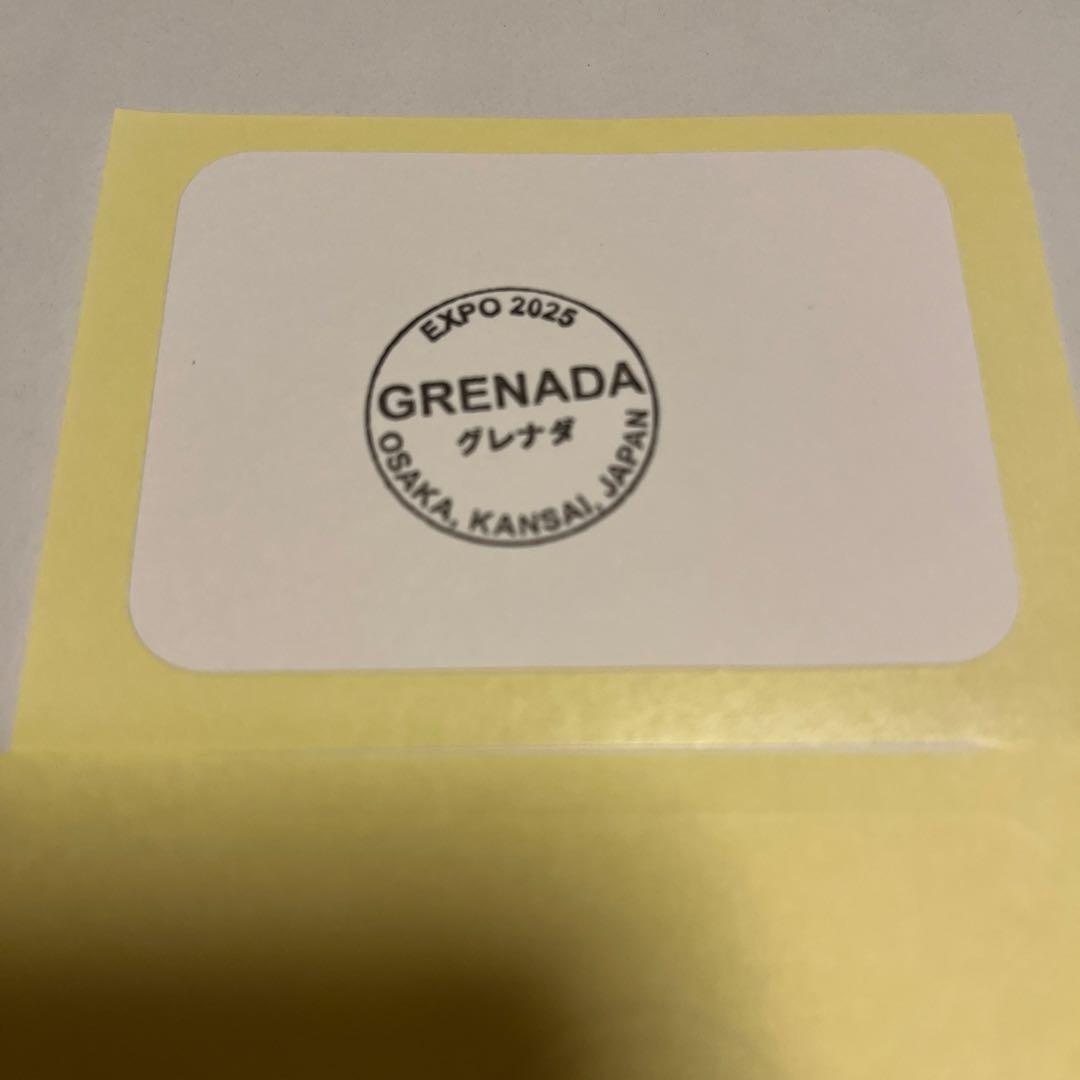 EXPO 2025
GRENADA
グレナダ
OSAKA, KANSAI, JAPAN